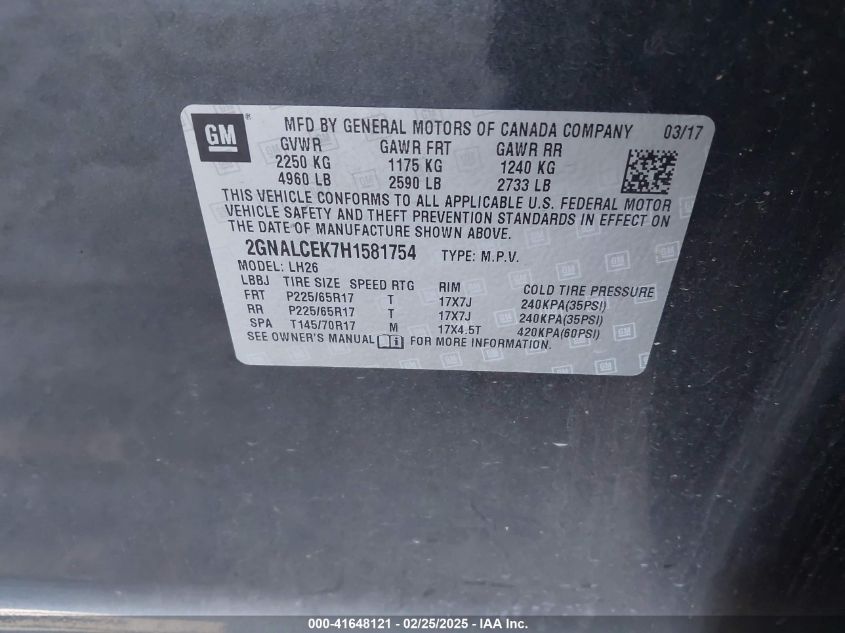 GM ® MFD BY GENERAL MOTORS OF CANADA COMPANY 03/17
GVWR GAWR FRT GAWR RR
2250 KG 1175 KG 1240 KG
4960 LB 2590 LB 2733 LB
THIS VEHICLE CONFORMS TO ALL APPLICABLE U.S. FEDERAL MOTOR
VEHICLE SAFETY AND THEFT PREVENTION STANDARDS IN EFFECT ON
THE DATE OF MANUFACTURE SHOWN ABOVE.
2GNALCEK7H1581754 TYPE: M.P.V.
MODEL: LH26
LBBJ TIRE SIZE SPEED RTG RIM COLD TIRE PRESSURE
FRT P225/65R17 T 17X7J 240KPA(35PSI)
RR P225/65R17 T 17X7J 240KPA(35PSI)
SPA T145/70R17 M 17X4.5T 420KPA(60PSI)
SEE OWNER'S MANUAL i FOR MORE INFORMATION.
000-41648121 - 02/25/2025 - IAA Inc.